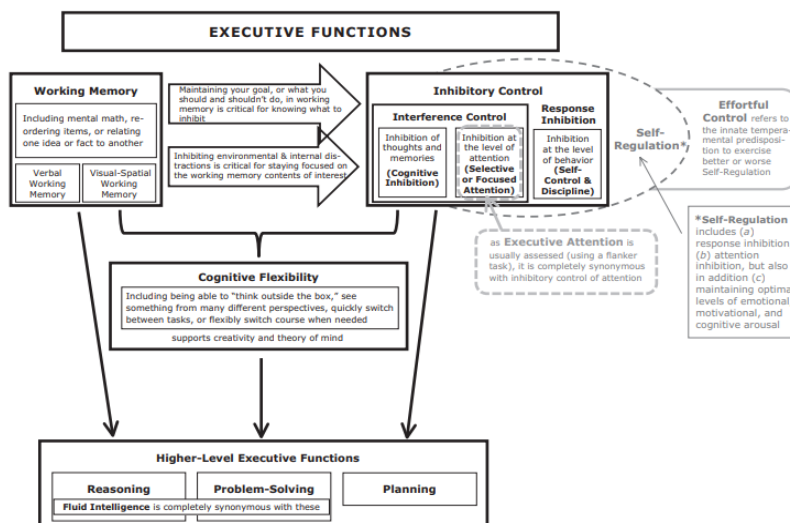 EXECUTIVE FUNCTIONS
Working Memory
Including mental math, re-
ordering items, or relating
one idea or fact to another
Verbal
Working
Memory
Visual-Spatial
Working
Memory
Maintaining your goal, or what you
should and shouldn't do, in working
memory is critical for knowing what to
inhibit
Inhibiting environmental & internal dis-
tractions is critical for staying focused on
the working memory contents of interest
Inhibitory Control
Interference Control
Inhibition of
thoughts and
memories
(Cognitive
Inhibition)
Inhibition at
the level of
attention
(Selective
or Focused
Attention)
Response
Inhibition
Inhibition
at the level
of behavior
(Self-
Control &
Discipline)
Self-
Regulation*
Effortful
Control refers to
the innate tempera-
mental predisposi-
tion to exercise
better or worse
Self-Regulation
*Self-Regulation
includes (a)
response inhibition,
(b) attention
inhibition, but also
in addition (c)
maintaining optimal
levels of emotional,
motivational, and
cognitive arousal
as Executive Attention is
usually assessed (using a flanker
task), it is completely synonymous
with inhibitory control of attention
Cognitive Flexibility
Including being able to "think outside the box," see
something from many different perspectives, quickly switch
between tasks, or flexibly switch course when needed
supports creativity and theory of mind
Higher-Level Executive Functions
Reasoning
Problem-Solving
Planning
Fluid Intelligence is completely synonymous with these